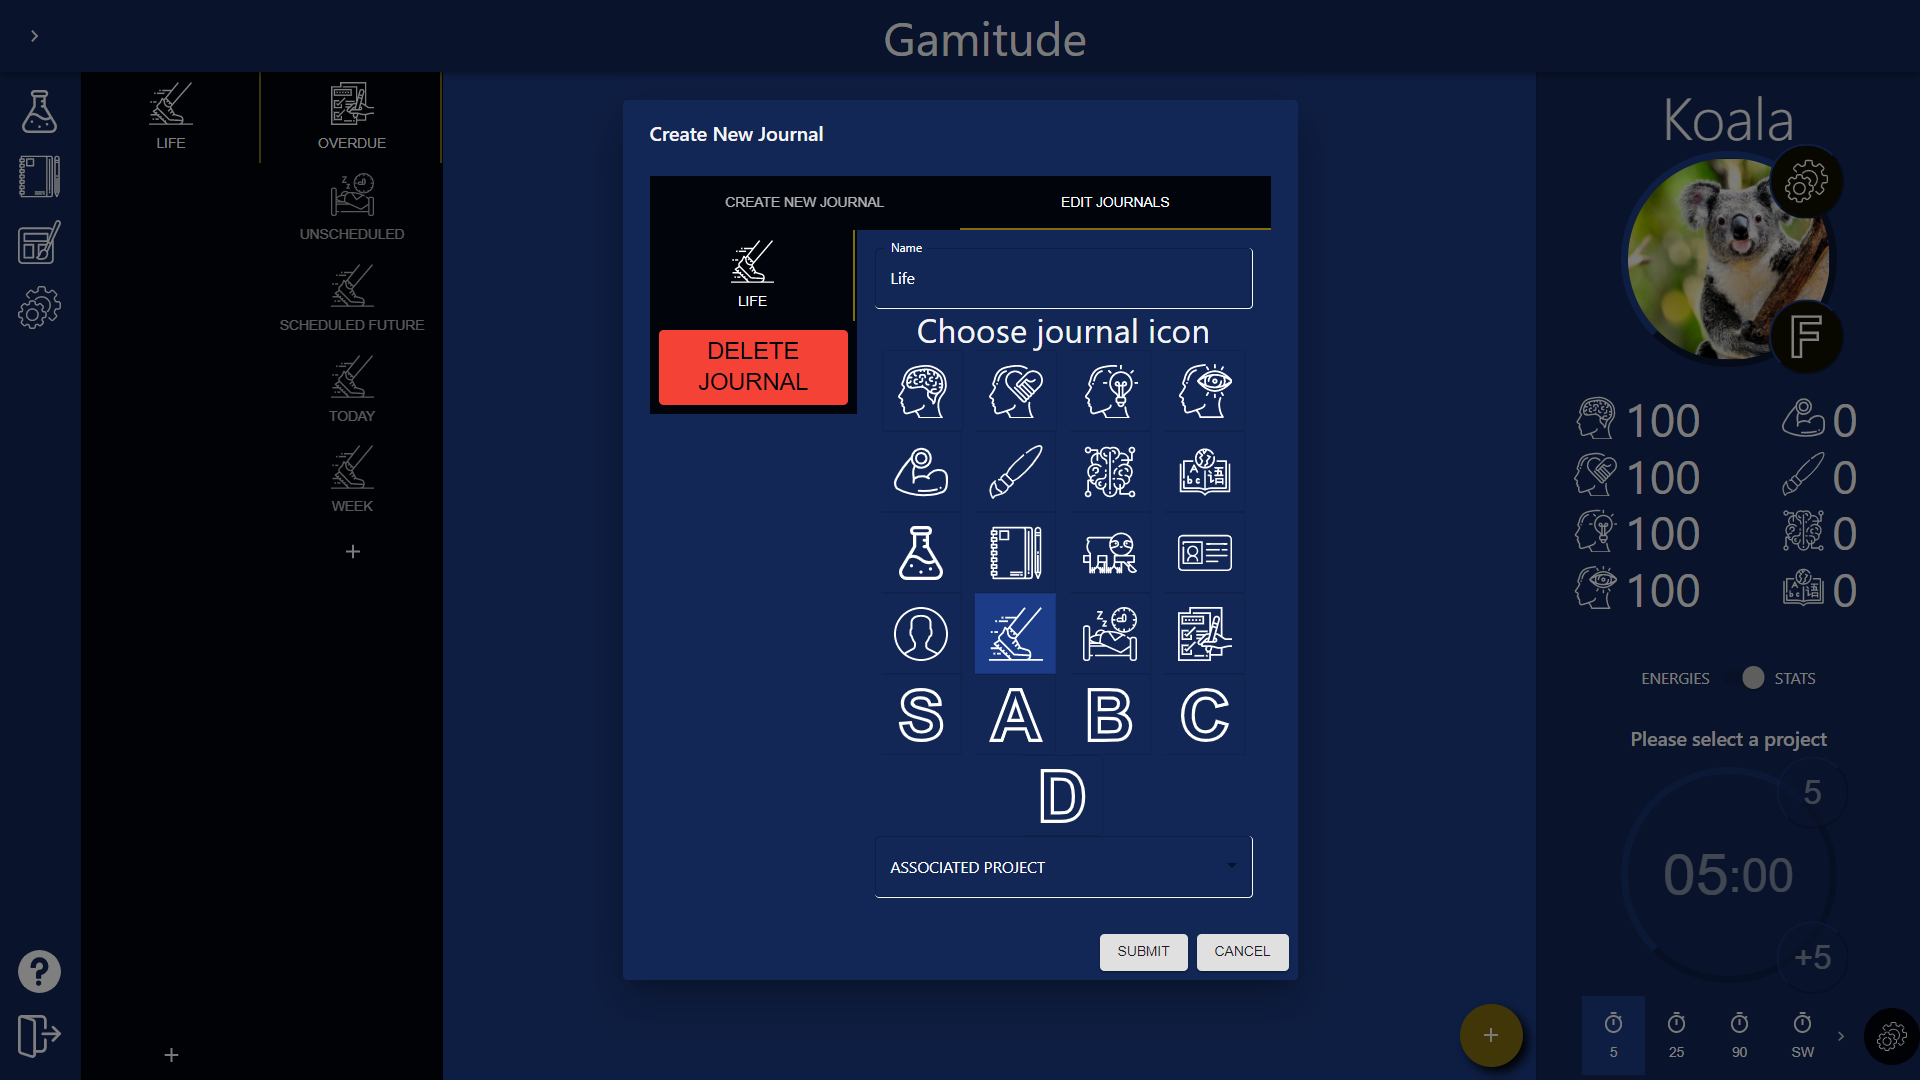 Gamitude
LIFE
OVERDUE
UNSCHEDULED
SCHEDULED FUTURE
TODAY
WEEK
+
+
Create New Journal
CREATE NEW JOURNAL
EDIT JOURNALS
LIFE
DELETE
JOURNAL
Name
Life
Choose journal icon
S A B C
D
ASSOCIATED PROJECT
SUBMIT
CANCEL
+
Koala
F
100 0
100 0
100 0
100 0
ENERGIES STATS
Please select a project
5
05:00
+5
5 25 90 SW